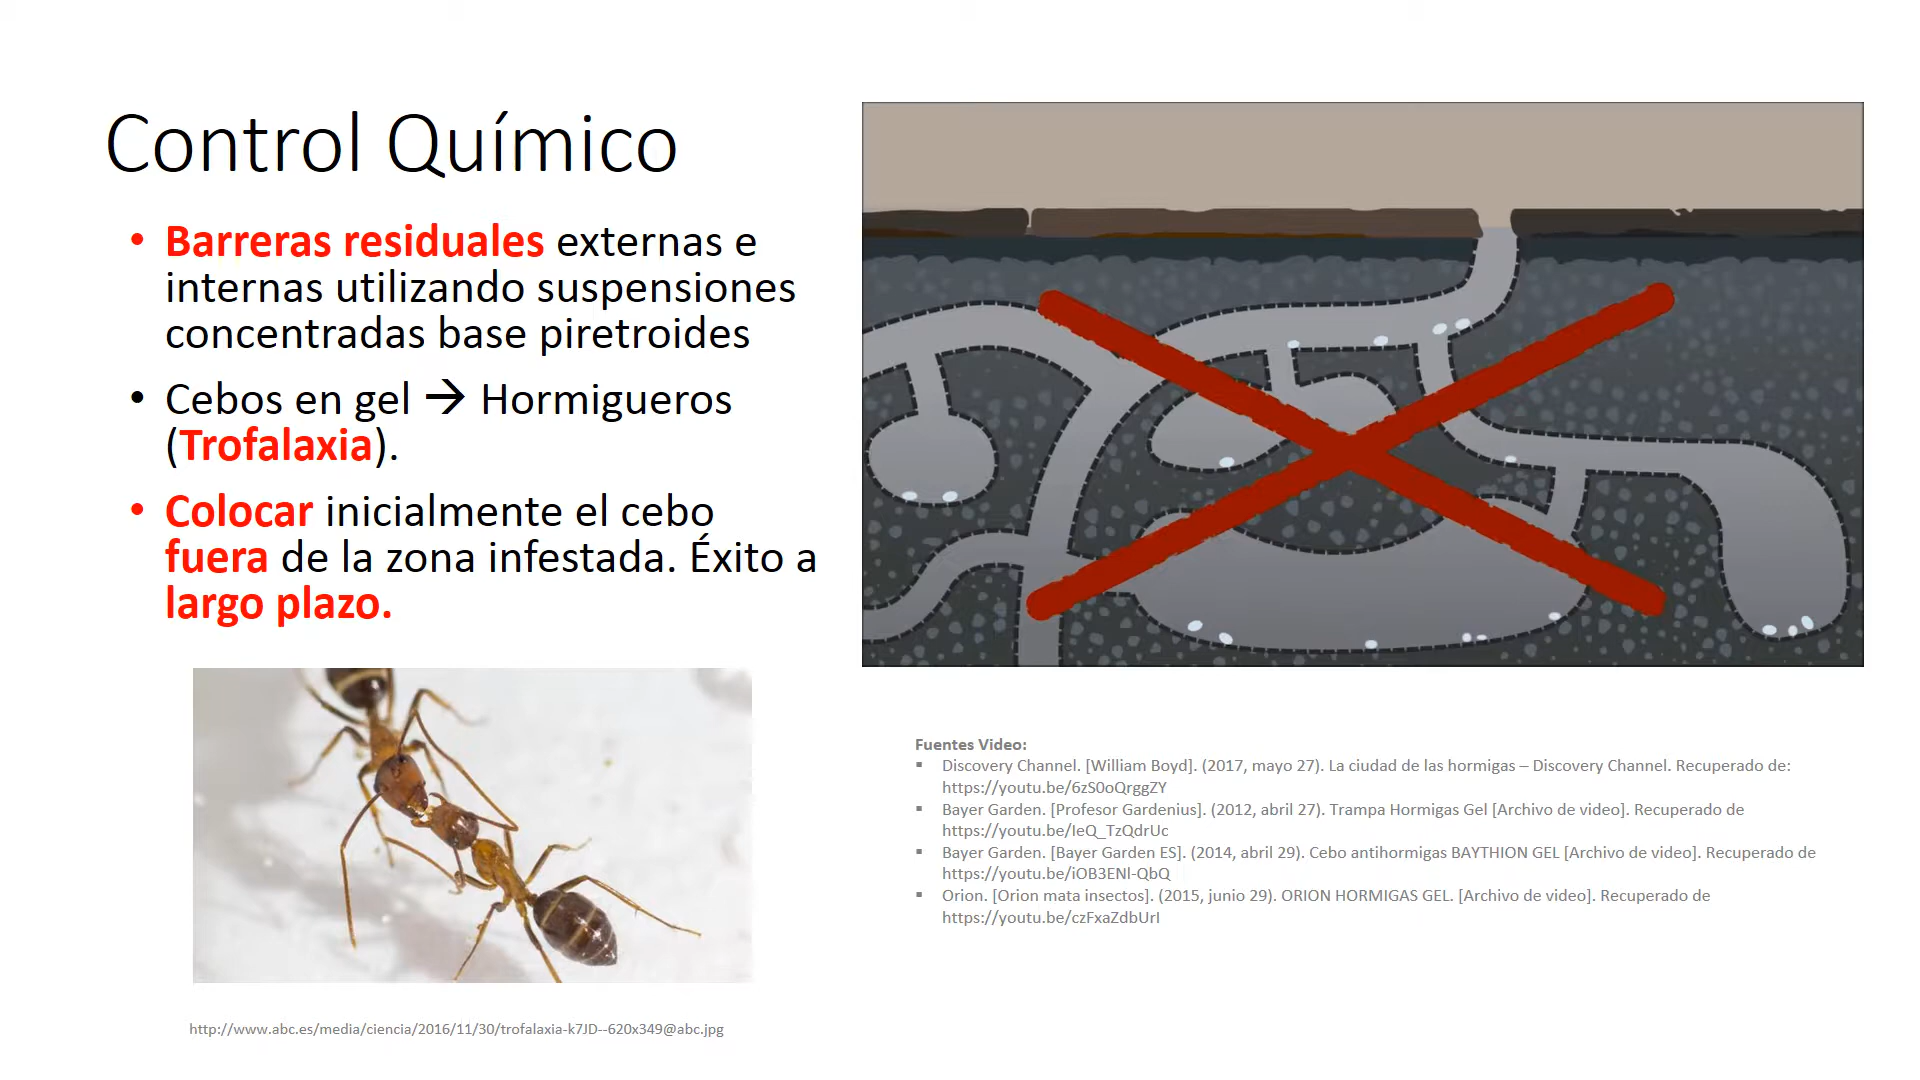 Control Químico
• Barreras residuales externas e
internas utilizando suspensiones
concentradas base piretroides
• Cebos en gel → Hormigueros
(Trofalaxia).
• Colocar inicialmente el cebo
fuera de la zona infestada. Éxito a
largo plazo.
http://www.abc.es/media/ciencia/2016/11/30/trofalaxia-k7JD--620x349@abc.jpg
Fuentes Video:
▪ Discovery Channel. [William Boyd]. (2017, mayo 27). La ciudad de las hormigas – Discovery Channel. Recuperado de:
https://youtu.be/6zS0oQrggZY
▪ Bayer Garden. [Profesor Gardenius]. (2012, abril 27). Trampa Hormigas Gel [Archivo de video]. Recuperado de
https://youtu.be/IeQ_TzQdrUc
▪ Bayer Garden. [Bayer Garden ES]. (2014, abril 29). Cebo antihormigas BAYTHION GEL [Archivo de video]. Recuperado de
https://youtu.be/iOB3ENl-QbQ
▪ Orion. [Orion mata insectos]. (2015, junio 29). ORION HORMIGAS GEL. [Archivo de video]. Recuperado de
https://youtu.be/czFxaZdbUrI